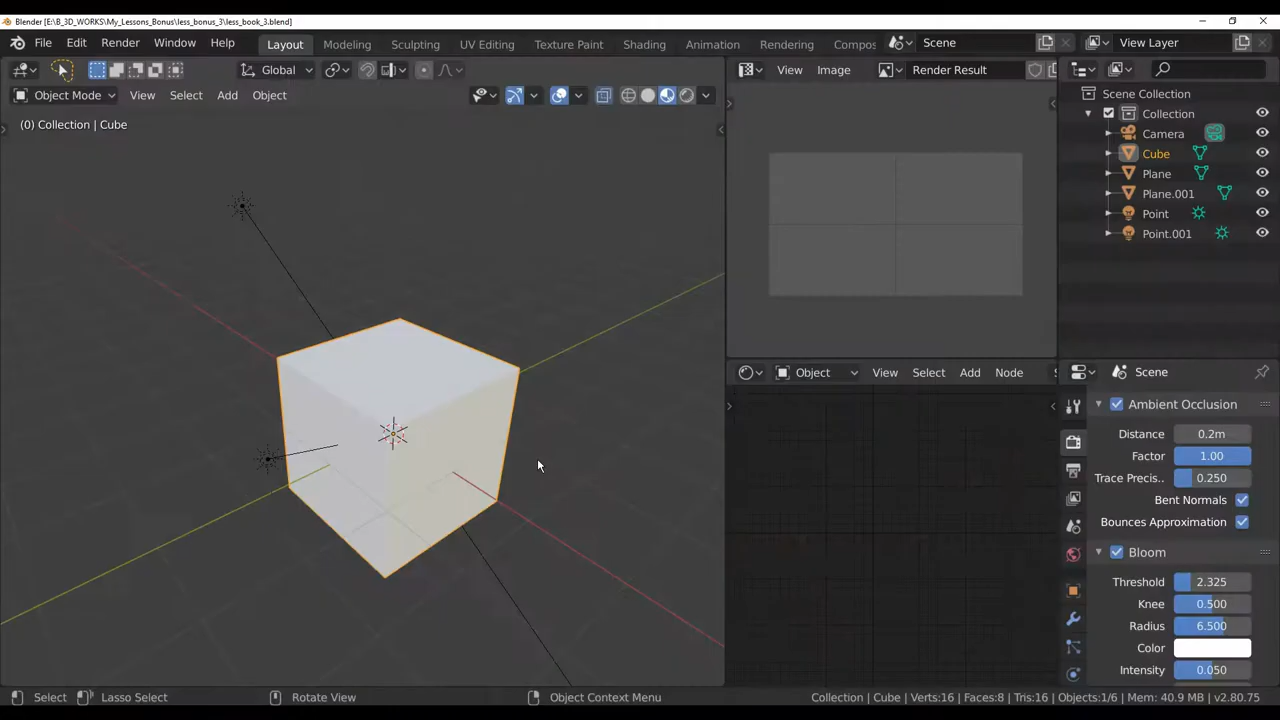 Blender [E:\B_3D_WORKS\My_Lessons_Bonus\less_bonus_3\less_book_3.blend]
File Edit Render Window Help Layout Modeling Sculpting UV Editing Texture Paint Shading Animation Rendering Compos Scene View Layer
Global
View Image Render Result
Object Mode View Select Add Object
(0) Collection | Cube
Scene Collection
Collection
Camera
Cube
Plane
Plane.001
Point
Point.001
Object View Select Add Node
Scene
Ambient Occlusion
Distance 0.2m
Factor 1.00
Trace Precis.. 0.250
Bent Normals
Bounces Approximation
Bloom
Threshold 2.325
Knee 0.500
Radius 6.500
Color
Intensity 0.050
Select Lasso Select Rotate View Object Context Menu Collection | Cube | Verts:16 | Faces:8 | Tris:16 | Objects:1/6 | Mem: 40.9 MB | v2.80.75